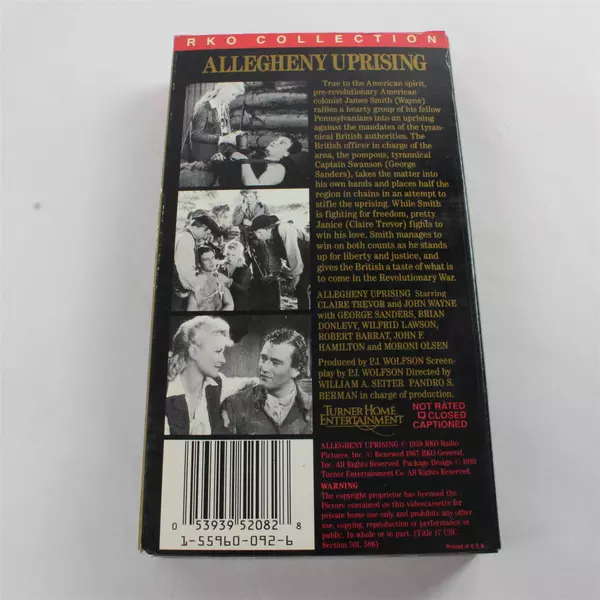 RKO COLLECTION
ALLEGHENY UPRISING
True to the American spirit,
pre-revolutionary American
colonist James Smith (Wayne)
rallies a hearty group of his fellow
Pennsylvanians into an uprising
against the mandates of the tyran-
nical British authorities. The
British officer in charge of the
area, the pompous, tyrannical
Captain Swanson (George
Sanders), takes the matter into
his own hands and places half the
region in chains in an attempt to
stifle the uprising. While Smith
is fighting for freedom, pretty
Janice (Claire Trevor) fights to
win his love. Smith manages to
win on both counts as he stands
up for liberty and justice, and
gives the British a taste of what is
to come in the Revolutionary War.
ALLEGHENY UPRISING Starring
CLAIRE TREVOR and JOHN WAYNE
with GEORGE SANDERS, BRIAN
DONLEVY, WILFRID LAWSON,
ROBERT BARRAT, JOHN F.
HAMILTON and MORONI OLSEN
Produced by P.J. WOLFSON Screen-
play by P.J. WOLFSON Directed by
WILLIAM A. SEITER PANDRO S.
BERMAN in charge of production.
TURNER HOME
ENTERTAINMENT
NOT RATED
CLOSED
CAPTIONED
ALLEGHENY UPRISING © 1939 RKO Radio
Pictures, Inc. © Renewed 1967 RKO General,
Inc. All Rights Reserved. Package Design ©
Turner Entertainment Co. All Rights Reserved.
WARNING
The copyright proprietor has licensed the
Picture contained on this videocassette for
private home use only and prohibits any other
use, copying, reproduction or performance in
public. In whole or in part. (Title 17 USC.
Section 501, 506)
Printed in U.S.A.
0 53939 52082 8
1-55960-092-6